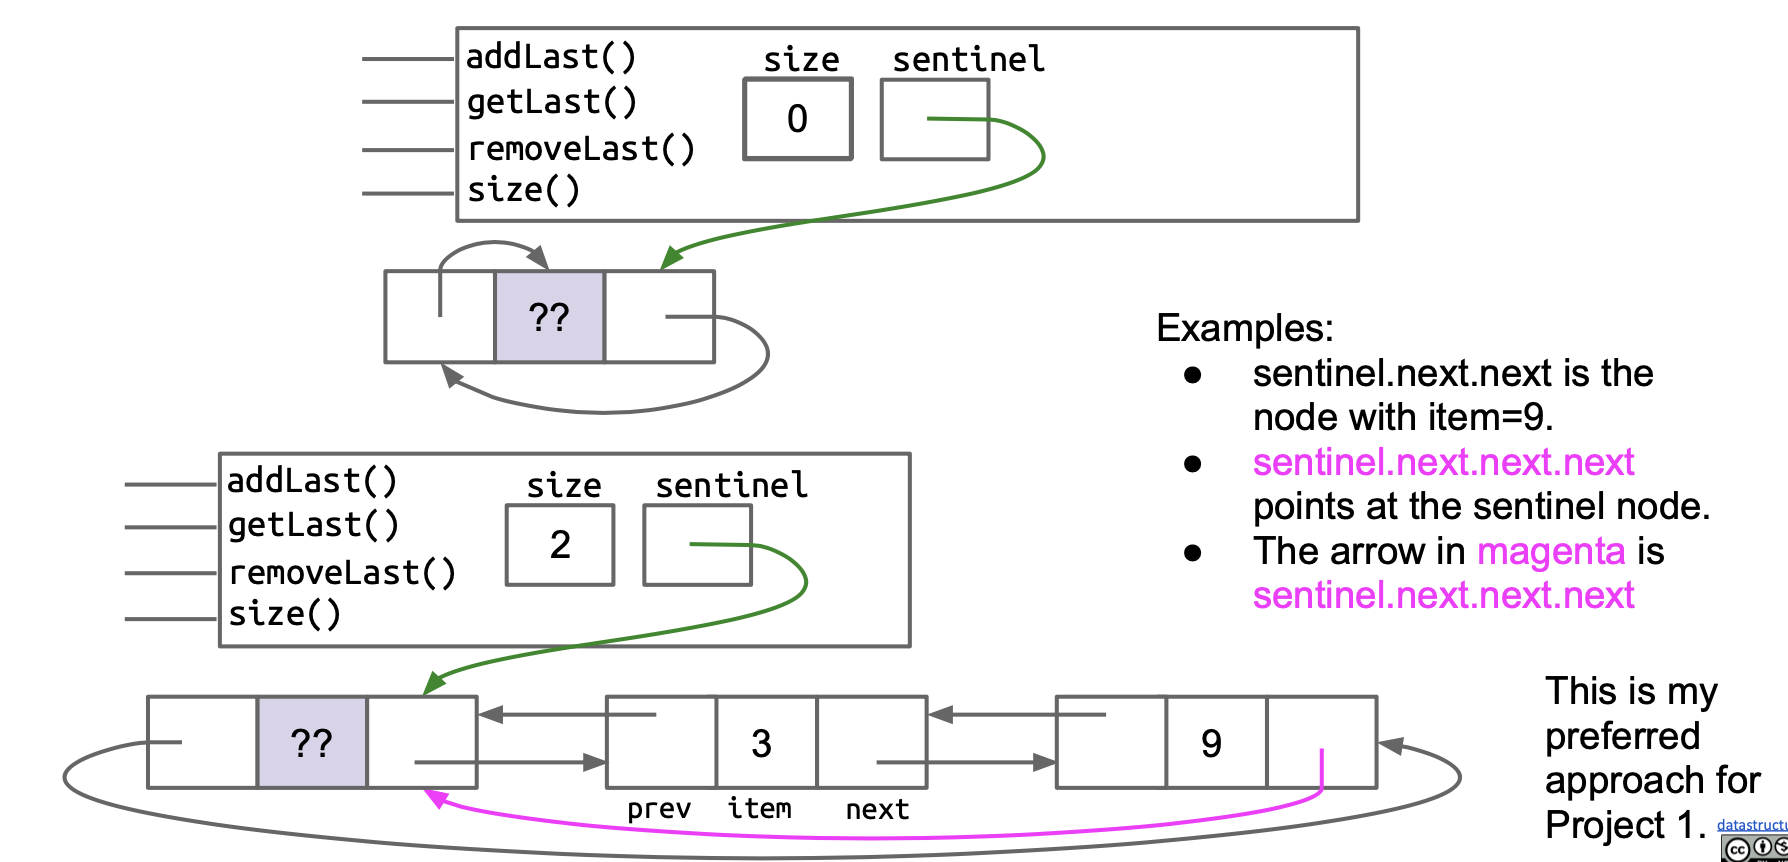 addLast()
getLast()
removeLast()
size()
size sentinel
0
??
Examples:
● sentinel.next.next is the
node with item=9.
● sentinel.next.next.next
points at the sentinel node.
● The arrow in magenta is
sentinel.next.next.next
addLast()
getLast()
removeLast()
size()
size sentinel
2
?? 3 9
prev item next
This is my
preferred
approach for
Project 1.
cc